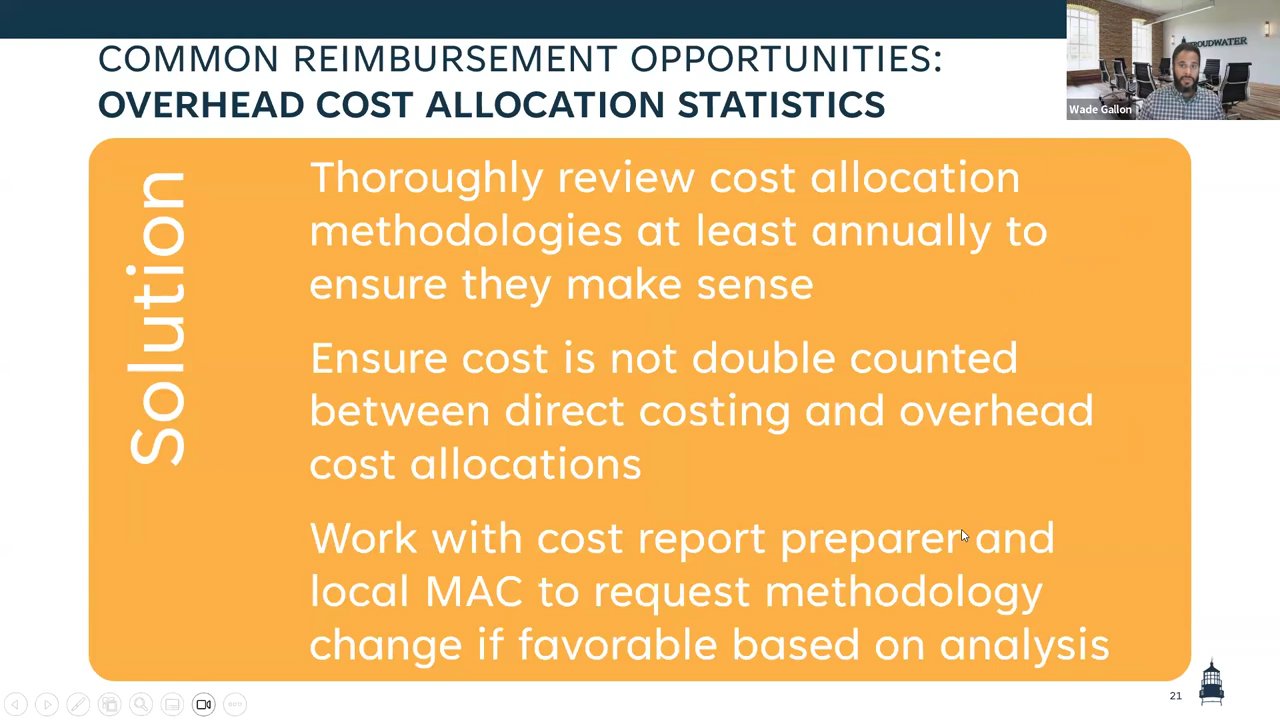 COMMON REIMBURSEMENT OPPORTUNITIES:
OVERHEAD COST ALLOCATION STATISTICS
Wade Gallon
Solution
Thoroughly review cost allocation
methodologies at least annually to
ensure they make sense
Ensure cost is not double counted
between direct costing and overhead
cost allocations
Work with cost report preparer and
local MAC to request methodology
change if favorable based on analysis
21